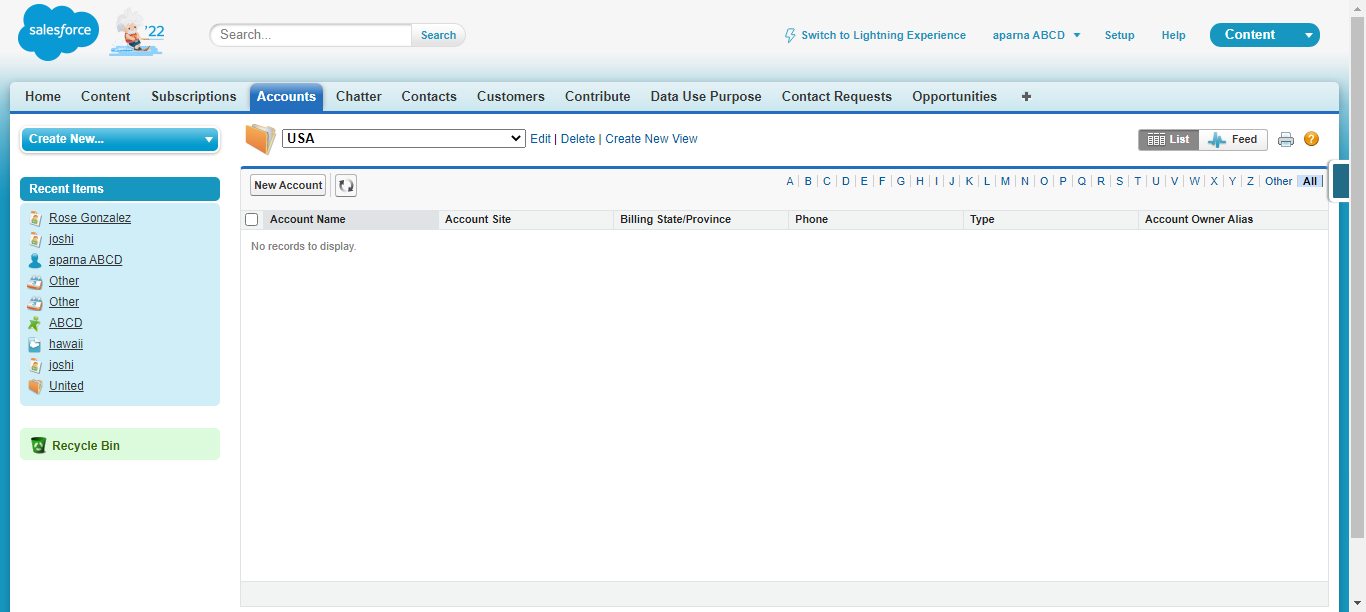 salesforce
'22
Search...
Search
Switch to Lightning Experience
aparna ABCD
Setup
Help
Content
Home Content Subscriptions Accounts Chatter Contacts Customers Contribute Data Use Purpose Contact Requests Opportunities +
Create New...
Recent Items
Rose Gonzalez
joshi
aparna ABCD
Other
Other
ABCD
hawaii
joshi
United
Recycle Bin
USA
Edit | Delete | Create New View
List
Feed
?
New Account
A | B | C | D | E | F | G | H | I | J | K | L | M | N | O | P | Q | R | S | T | U | V | W | X | Y | Z | Other | All |
Account Name Account Site Billing State/Province Phone Type Account Owner Alias
No records to display.